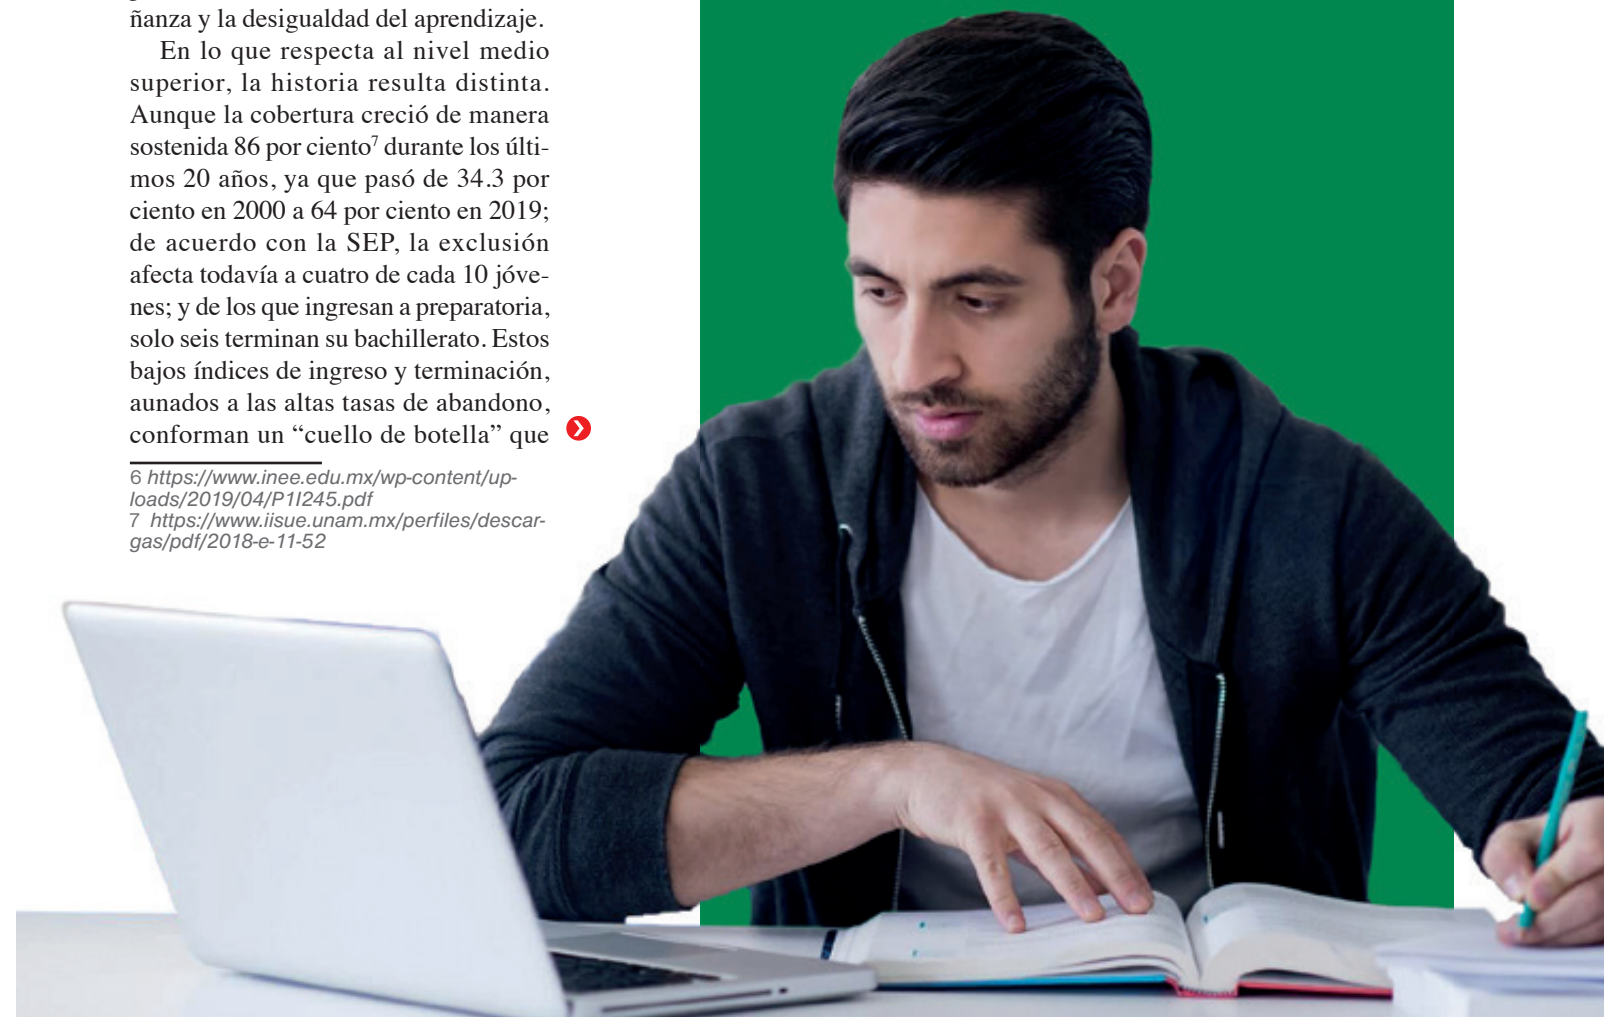 ñanza y la desigualdad del aprendizaje.
En lo que respecta al nivel medio
superior, la historia resulta distinta.
Aunque la cobertura creció de manera
sostenida 86 por ciento7 durante los últi-
mos 20 años, ya que pasó de 34.3 por
ciento en 2000 a 64 por ciento en 2019;
de acuerdo con la SEP, la exclusión
afecta todavía a cuatro de cada 10 jóve-
nes; y de los que ingresan a preparatoria,
solo seis terminan su bachillerato. Estos
bajos índices de ingreso y terminación,
aunados a las altas tasas de abandono,
conforman un “cuello de botella” que
6 https://www.inee.edu.mx/wp-content/up-
loads/2019/04/P1I245.pdf
7 https://www.iisue.unam.mx/perfiles/descar-
gas/pdf/2018-e-11-52